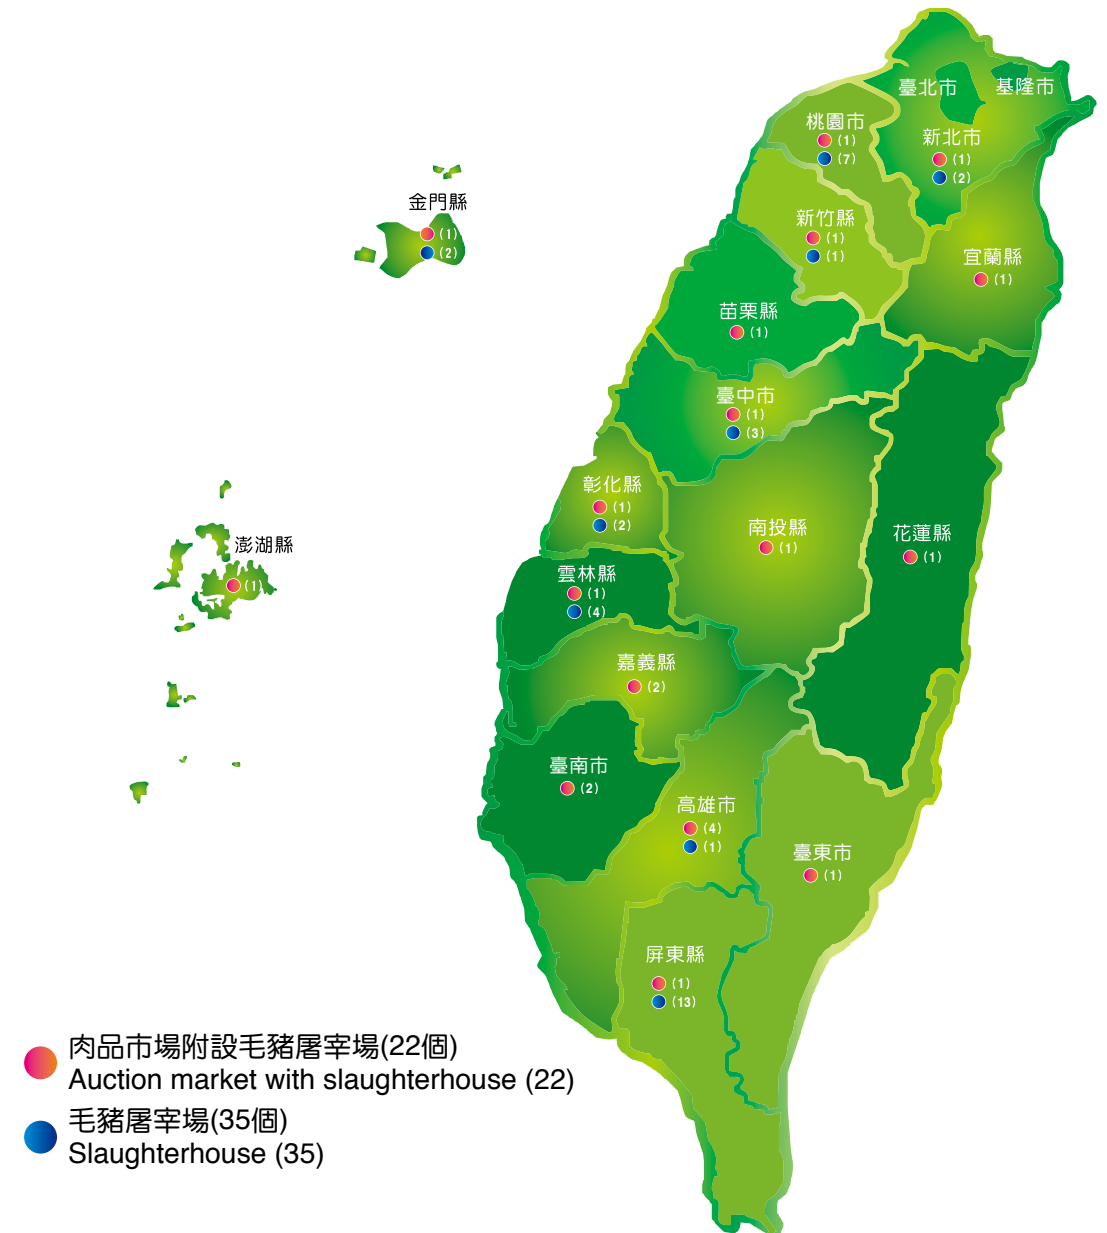 臺北市
基隆市
桃園市
(1)
(7)
新北市
(1)
(2)
金門縣
(1)
(2)
新竹縣
(1)
(1)
宜蘭縣
(1)
苗栗縣
(1)
臺中市
(1)
(3)
彰化縣
(1)
(2)
南投縣
(1)
花蓮縣
(1)
澎湖縣
(1)
雲林縣
(1)
(4)
嘉義縣
(2)
臺南市
(2)
高雄市
(4)
(1)
臺東市
(1)
屏東縣
(1)
(13)
肉品市場附設毛豬屠宰場(22個)
Auction market with slaughterhouse (22)
毛豬屠宰場(35個)
Slaughterhouse (35)